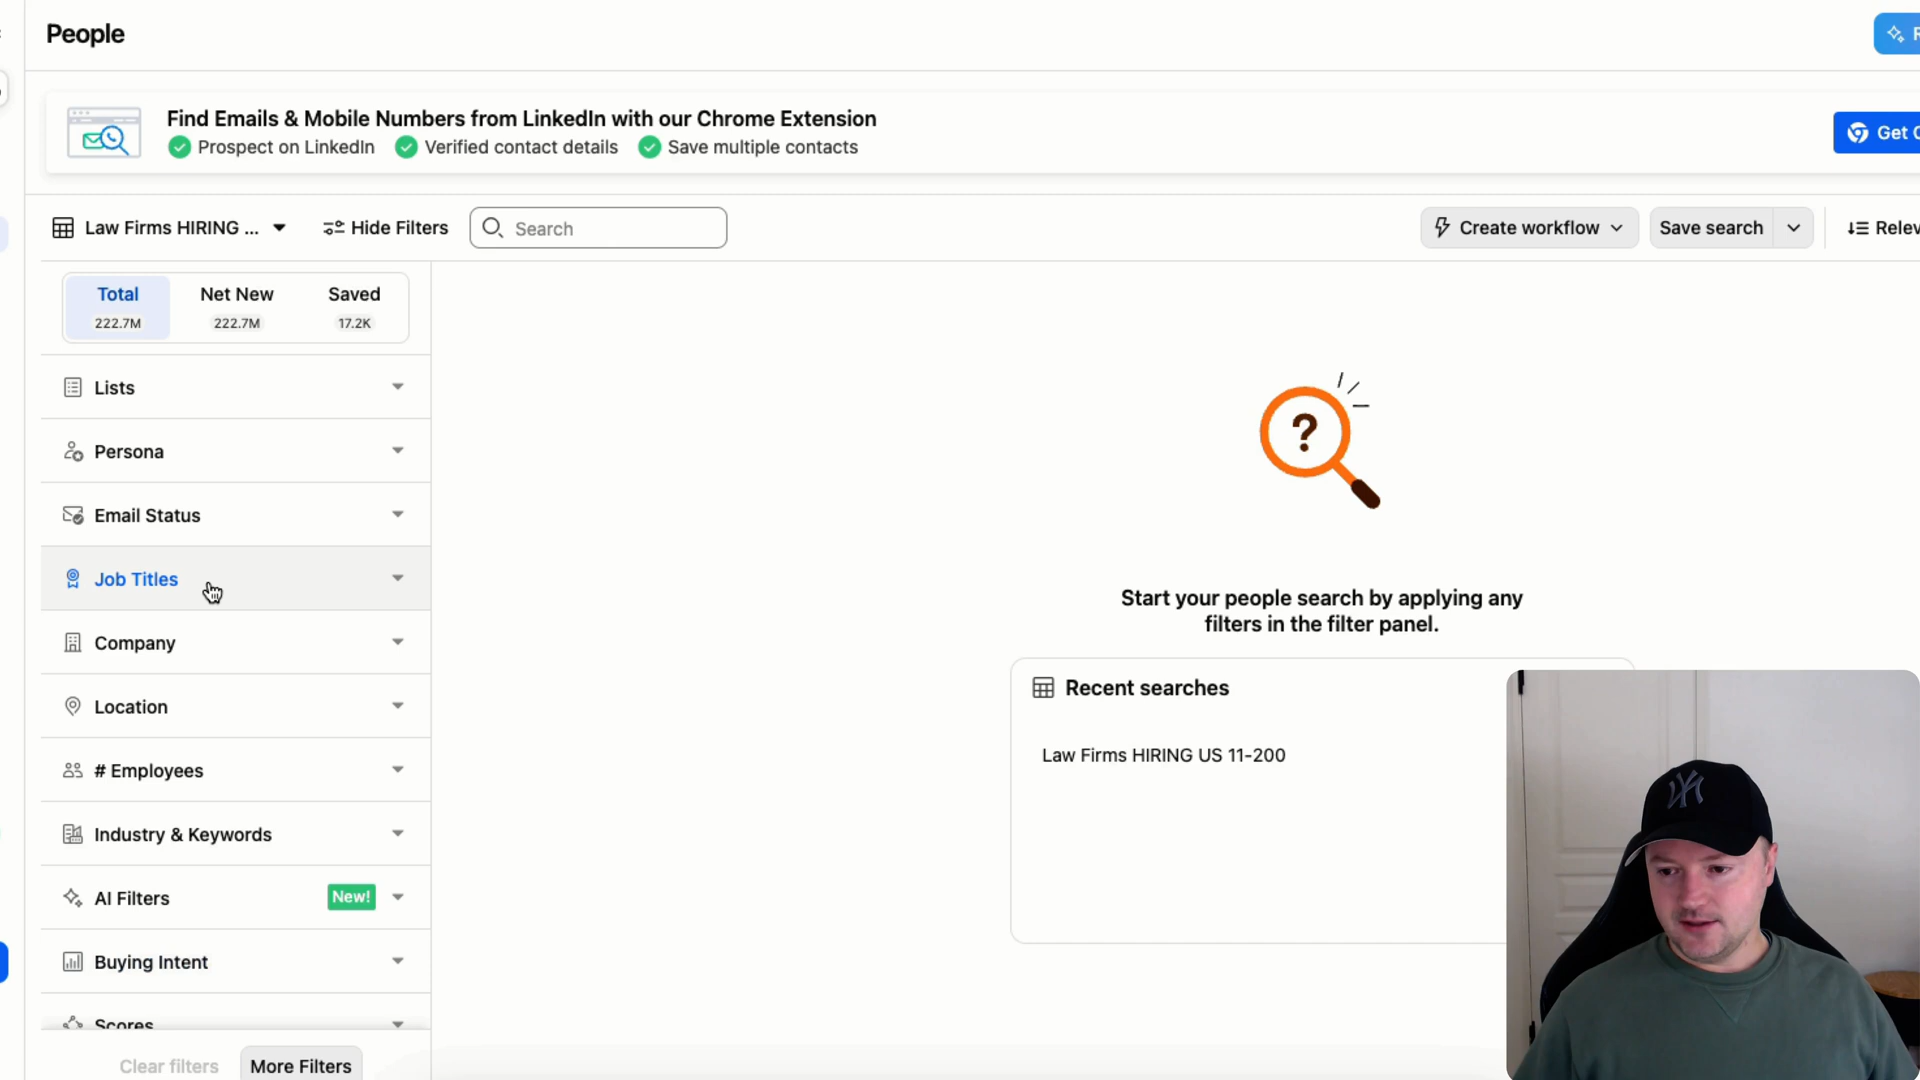 People
Find Emails & Mobile Numbers from LinkedIn with our Chrome Extension
Prospect on LinkedIn Verified contact details Save multiple contacts
Get
Law Firms HIRING ... Hide Filters Search Create workflow Save search
Total Net New Saved
222.7M 222.7M 17.2K
Lists
Persona
Email Status
Job Titles
Company
Location
# Employees
Industry & Keywords
AI Filters New!
Buying Intent
Scores
Clear filters More Filters
?
Start your people search by applying any
filters in the filter panel.
Recent searches
Law Firms HIRING US 11-200